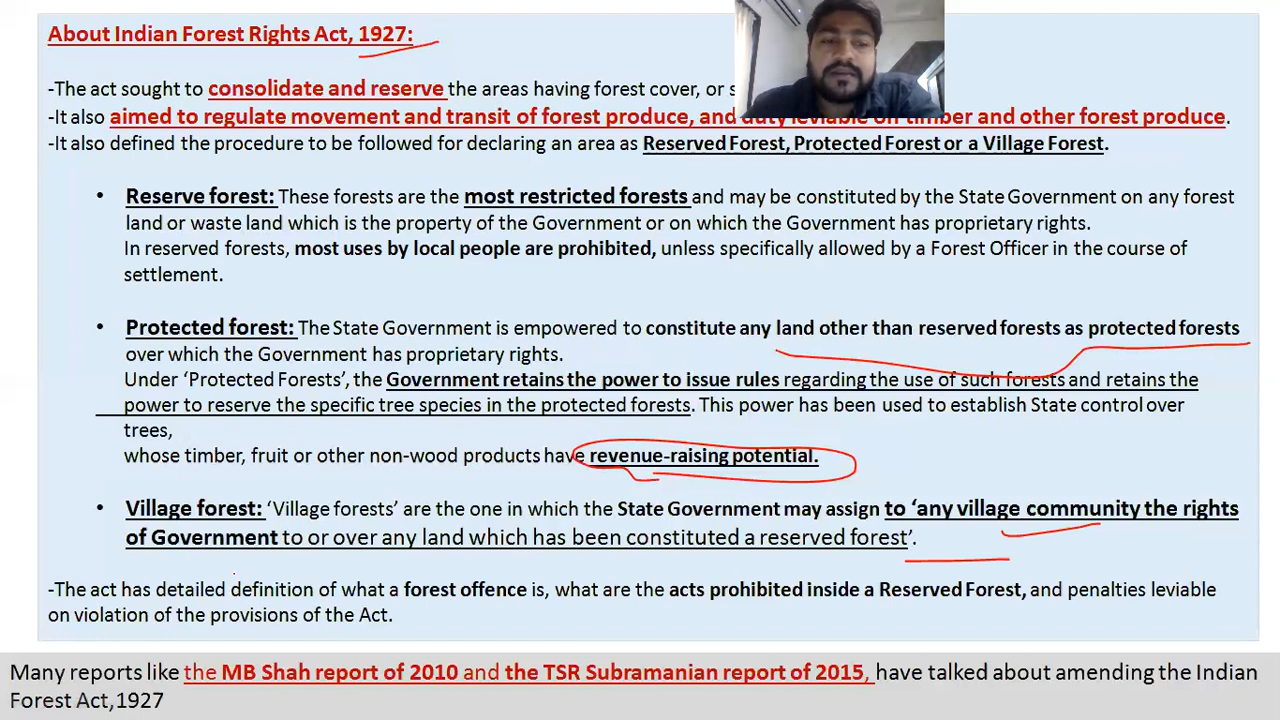 About Indian Forest Rights Act, 1927:
-The act sought to consolidate and reserve the areas having forest cover, or s
-It also aimed to regulate movement and transit of forest produce, and duty leviable on timber and other forest produce.
-It also defined the procedure to be followed for declaring an area as Reserved Forest, Protected Forest or a Village Forest.
• Reserve forest: These forests are the most restricted forests and may be constituted by the State Government on any forest
land or waste land which is the property of the Government or on which the Government has proprietary rights.
In reserved forests, most uses by local people are prohibited, unless specifically allowed by a Forest Officer in the course of
settlement.
• Protected forest: The State Government is empowered to constitute any land other than reserved forests as protected forests
over which the Government has proprietary rights.
Under ‘Protected Forests’, the Government retains the power to issue rules regarding the use of such forests and retains the
power to reserve the specific tree species in the protected forests. This power has been used to establish State control over
trees,
whose timber, fruit or other non-wood products have revenue-raising potential.
• Village forest: ‘Village forests’ are the one in which the State Government may assign to ‘any village community the rights
of Government to or over any land which has been constituted a reserved forest’.
-The act has detailed definition of what a forest offence is, what are the acts prohibited inside a Reserved Forest, and penalties leviable
on violation of the provisions of the Act.
Many reports like the MB Shah report of 2010 and the TSR Subramanian report of 2015, have talked about amending the Indian
Forest Act,1927